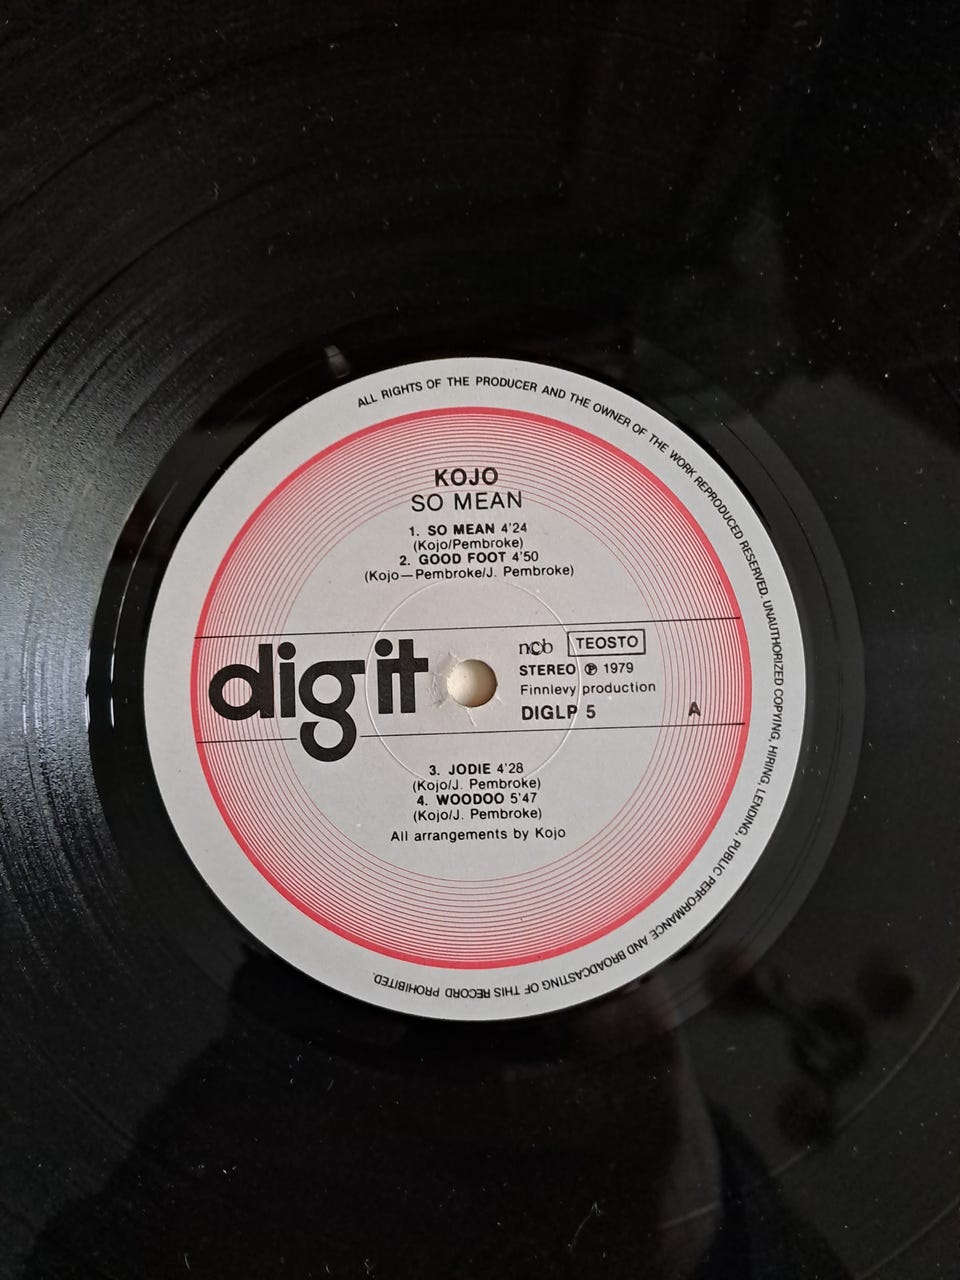 ALL RIGHTS OF THE PRODUCER AND THE OWNER OF THE WORK REPRODUCED RESERVED. UNAUTHORIZED COPYING, HIRING, LENDING, PUBLIC PERFORMANCE AND BROADCASTING OF THIS RECORD PROHIBITED.
KOJO
SO MEAN
1. SO MEAN 4'24
(Kojo/Pembroke)
2. GOOD FOOT 4'50
(Kojo—Pembroke/J. Pembroke)
digit
ncb TEOSTO
STEREO ℗ 1979
Finnlevy production
DIGLP 5 A
3. JODIE 4'28
(Kojo/J. Pembroke)
4. WOODOO 5'47
(Kojo/J. Pembroke)
All arrangements by Kojo